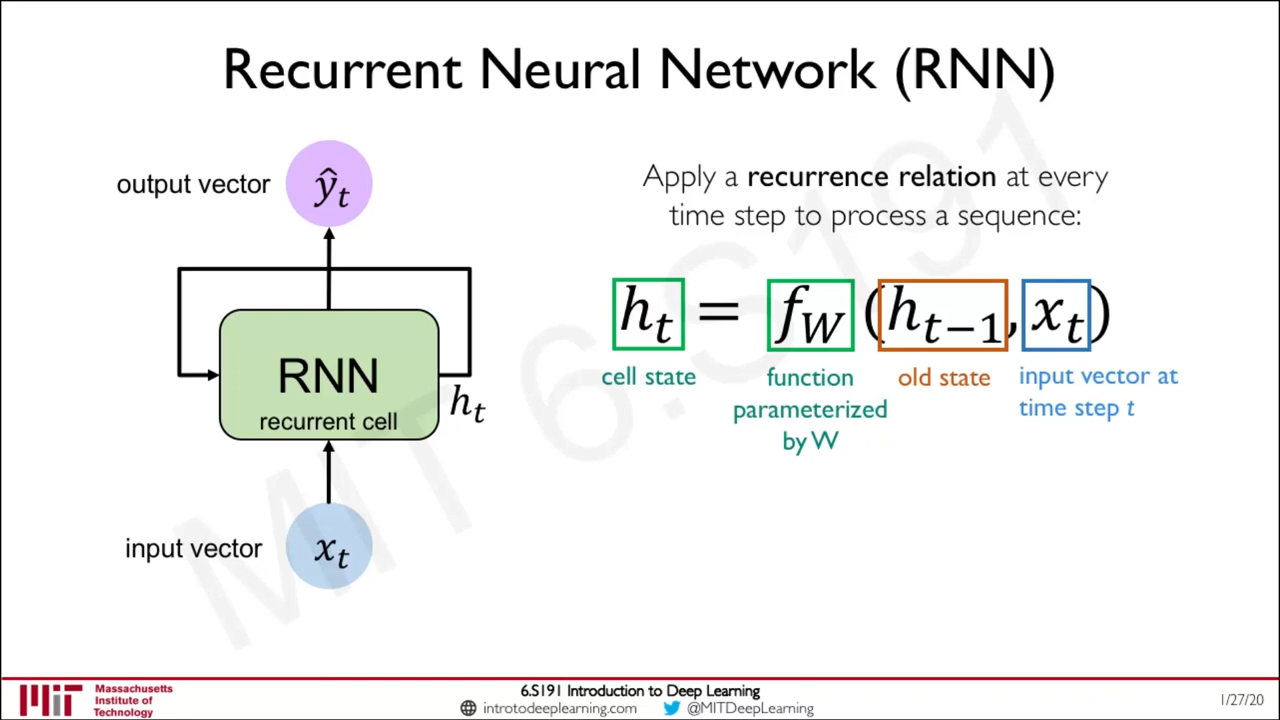 Recurrent Neural Network (RNN)
output vector
ŷₜ
RNN
recurrent cell
hₜ
input vector
xₜ
Apply a recurrence relation at every
time step to process a sequence:
hₜ = f_W (hₜ₋₁, xₜ)
cell state
function
parameterized
by W
old state
input vector at
time step t
MIT 6.S191
MIT
Massachusetts
Institute of
Technology
6.S191 Introduction to Deep Learning
introtodeeplearning.com @MITDeepLearning
1/27/20